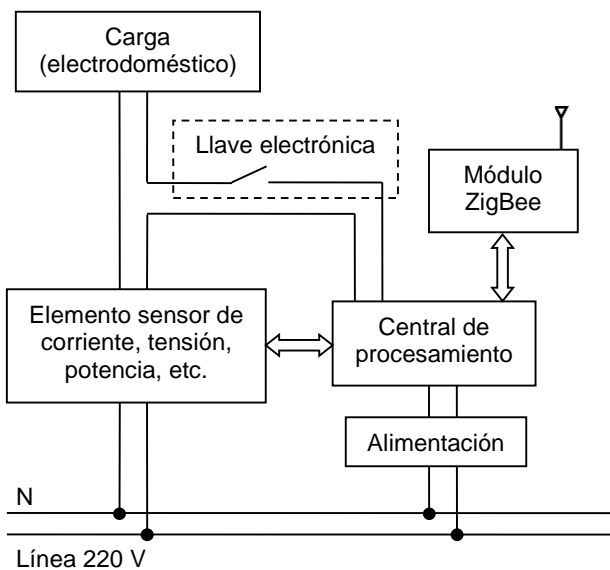 Carga
(electrodoméstico)
Llave electrónica
Módulo
ZigBee
Elemento sensor de
corriente, tensión,
potencia, etc.
Central de
procesamiento
Alimentación
N
Línea 220 V